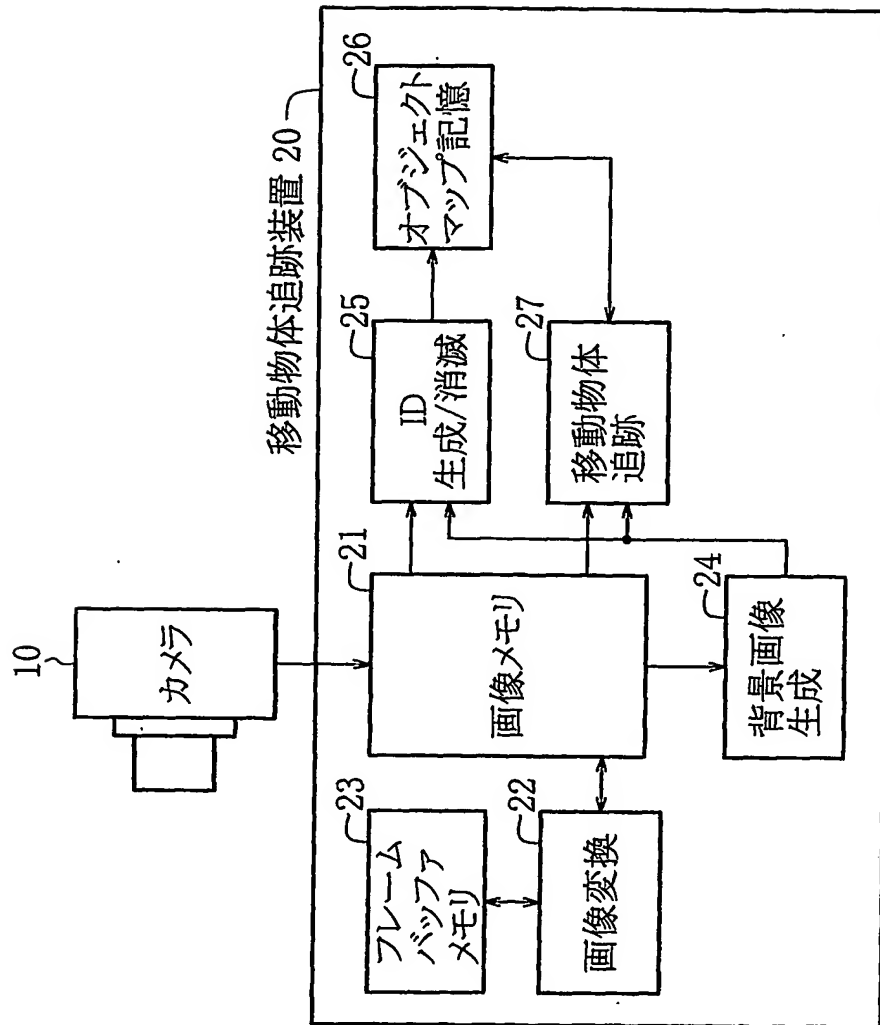 10
カメラ
移動物体追跡装置 20
23
フレーム
バッファ
メモリ
22
画像変換
21
画像メモリ
24
背景画像
生成
25
ID
生成/消滅
27
移動物体
追跡
26
オブジェクト
マップ記憶